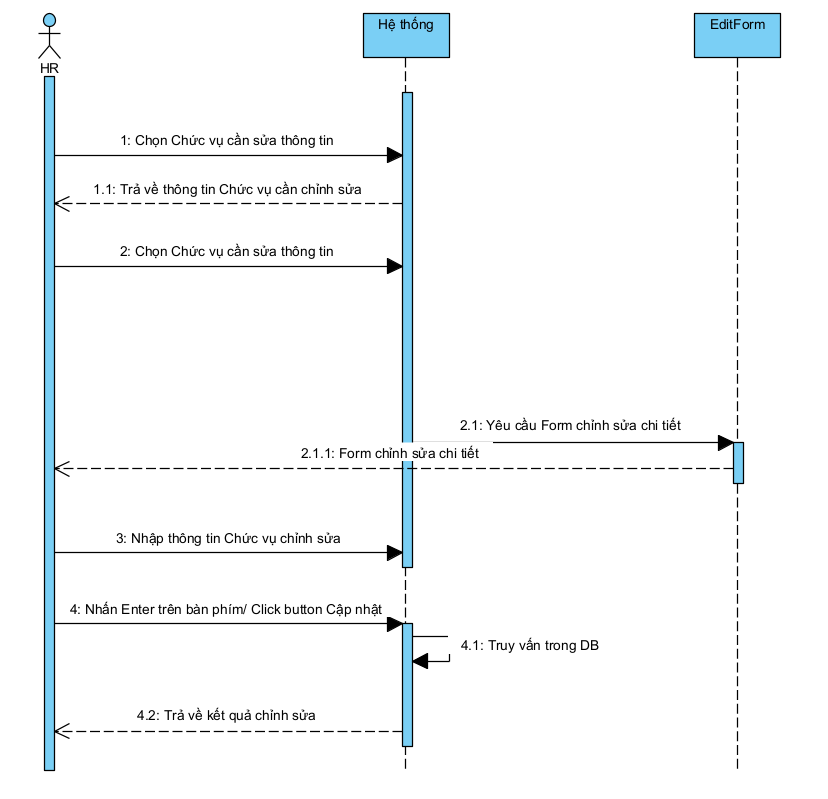 HR
Hệ thống
EditForm
1: Chọn Chức vụ cần sửa thông tin
1.1: Trả về thông tin Chức vụ cần chỉnh sửa
2: Chọn Chức vụ cần sửa thông tin
2.1: Yêu cầu Form chỉnh sửa chi tiết
2.1.1: Form chỉnh sửa chi tiết
3: Nhập thông tin Chức vụ chỉnh sửa
4: Nhấn Enter trên bàn phím/ Click button Cập nhật
4.1: Truy vấn trong DB
4.2: Trả về kết quả chỉnh sửa